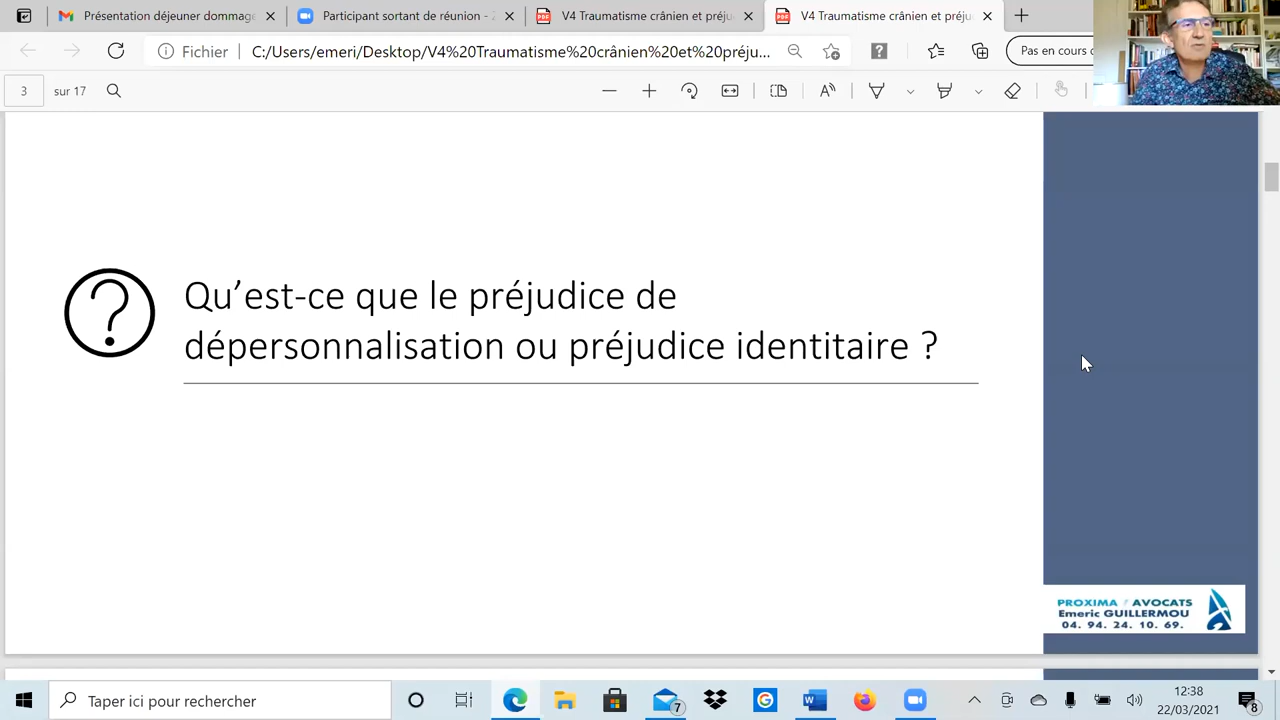 Présentation déjeuner dommage
Participant sortant de réunion - 2
V4 Traumatisme crânien et préju
V4 Traumatisme crânien et préju
Fichier
C:/Users/emeri/Desktop/V4%20Traumatisme%20crânien%20et%20préju...
Pas en cours
3 sur 17
Qu’est-ce que le préjudice de
dépersonnalisation ou préjudice identitaire ?
PROXIMA AVOCATS
Emeric GUILLERMOU
04. 94. 24. 10. 69.
Taper ici pour rechercher
7
12:38
22/03/2021
8